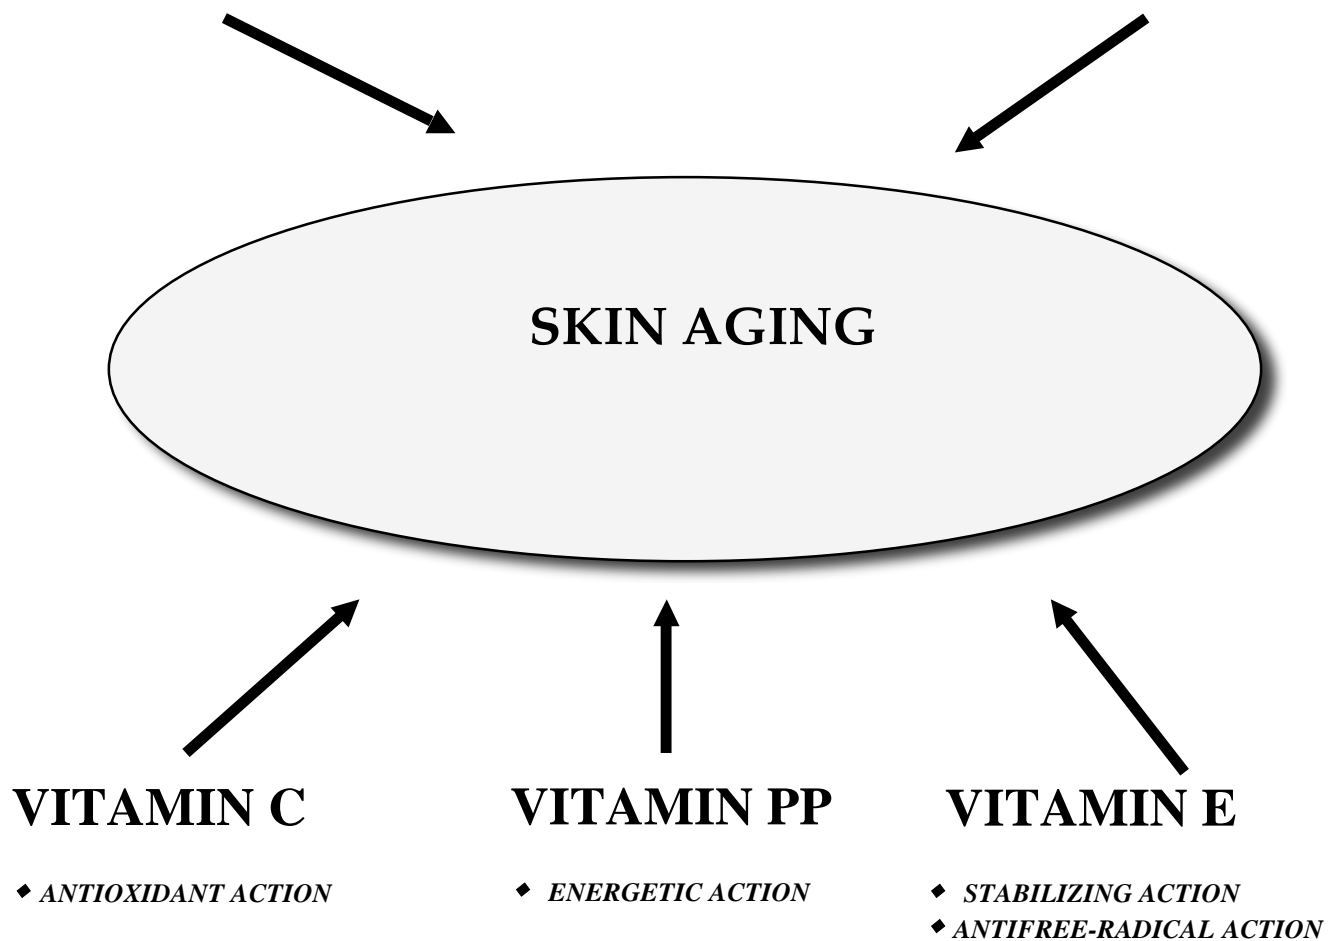 SKIN AGING
VITAMIN C VITAMIN PP VITAMIN E
◆ ANTIOXIDANT ACTION ◆ ENERGETIC ACTION ◆ STABILIZING ACTION
◆ ANTIFREE-RADICAL ACTION